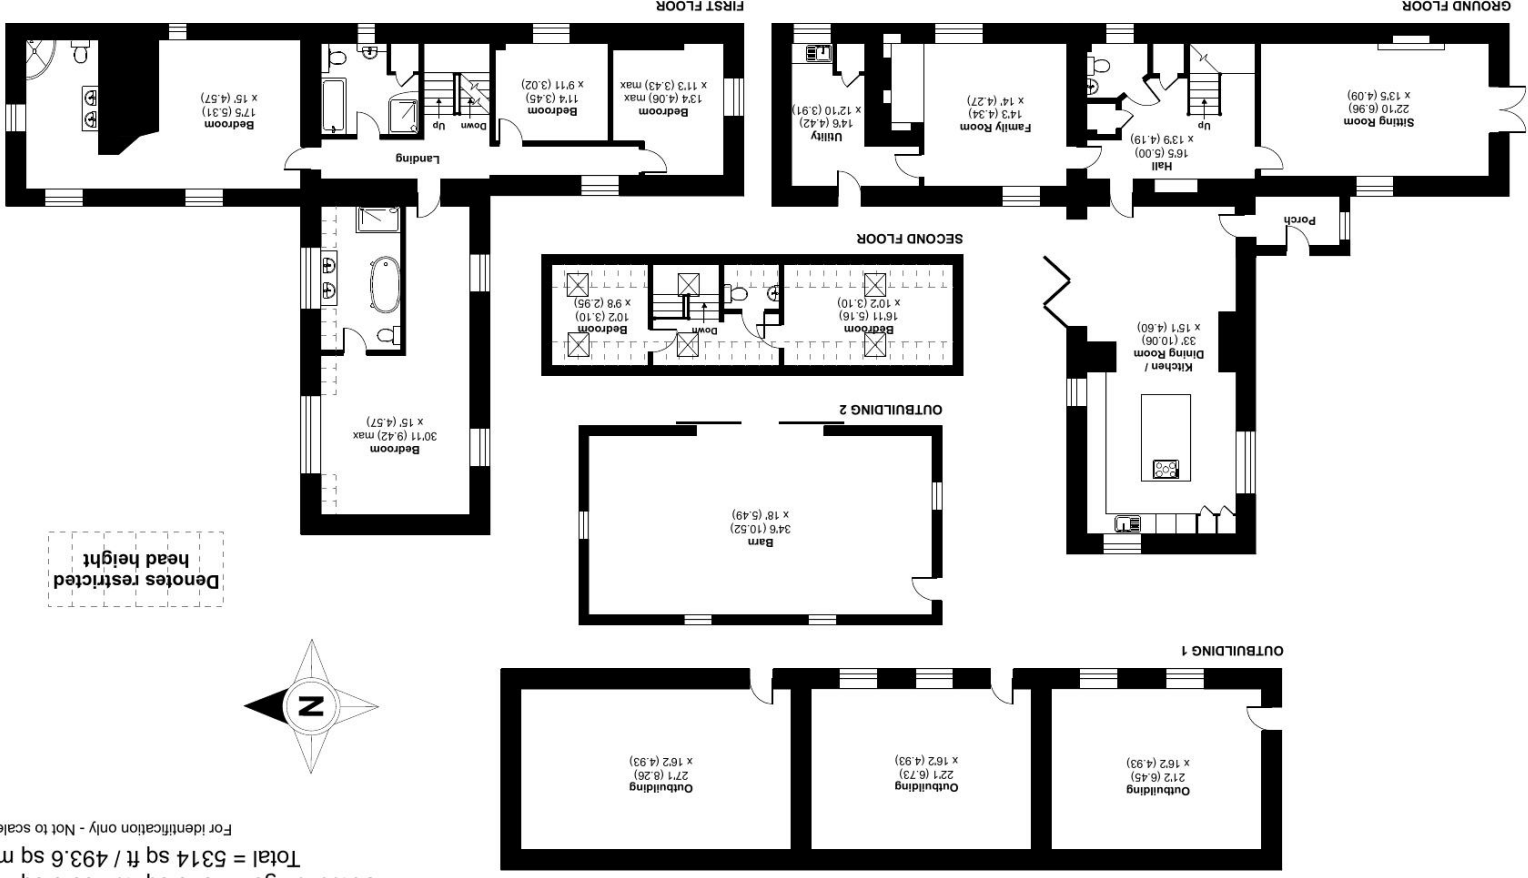 Total = 5314 sq ft / 493.6 sq m
For identification only - Not to scale
Outbuilding
21'2 (6.45)
x 16'2 (4.93)
Outbuilding
22'1 (6.73)
x 16'2 (4.93)
Outbuilding
27'1 (8.26)
x 16'2 (4.93)
OUTBUILDING 1
N
Denotes restricted
head height
Barn
34'6 (10.52)
x 18' (5.49)
OUTBUILDING 2
Kitchen /
Dining Room
33' (10.06)
x 15'1 (4.60)
Bedroom
30'11 (9.42) max
x 15' (4.57)
Bedroom
16'11 (5.16)
x 10'2 (3.10)
Down
Bedroom
10'2 (3.10)
x 9'8 (2.95)
SECOND FLOOR
Porch
Sitting Room
22'10 (6.96)
x 13'5 (4.09)
Up
Hall
16'5 (5.00)
x 13'9 (4.19)
Family Room
14'3 (4.34)
x 14' (4.27)
Utility
14'6 (4.42)
x 12'10 (3.91)
GROUND FLOOR
Landing
Bedroom
13'4 (4.06) max
x 11'3 (3.43) max
Bedroom
11'4 (3.45)
x 9'11 (3.02)
Down
Up
Bedroom
17'5 (5.31)
x 15' (4.57)
FIRST FLOOR